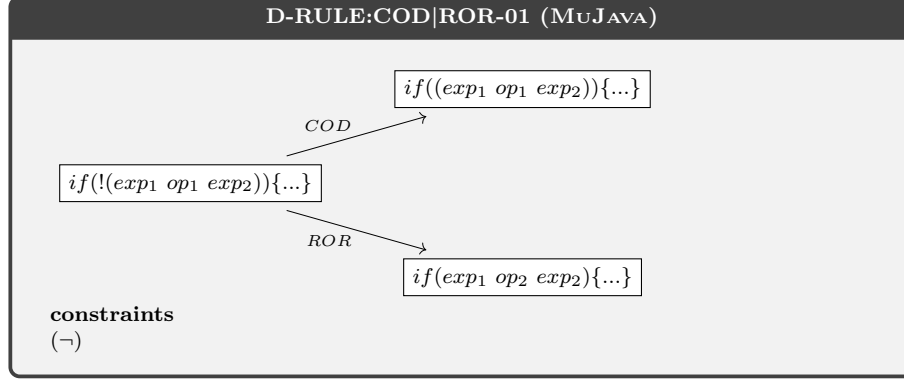 D-RULE:COD|ROR-01 (MuJava)
if((exp₁ op₁ exp₂)){...}
COD
if(!(exp₁ op₁ exp₂)){...}
ROR
if(exp₁ op₂ exp₂){...}
constraints
(¬)